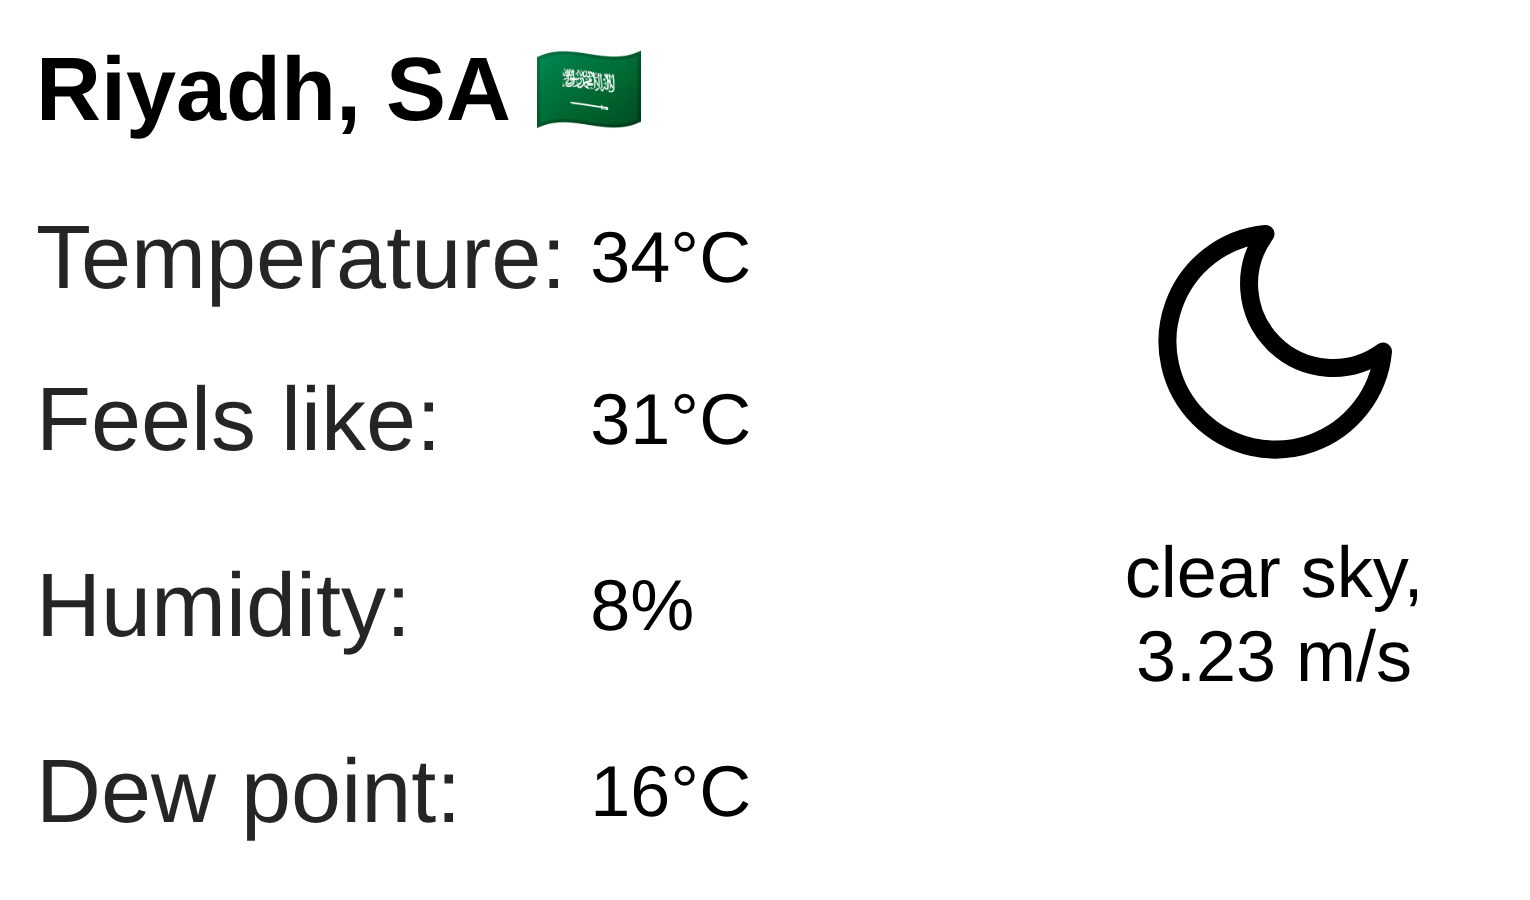 Riyadh, SA
Temperature: 34°C
Feels like: 31°C
Humidity: 8%
Dew point: 16°C
clear sky,
3.23 m/s